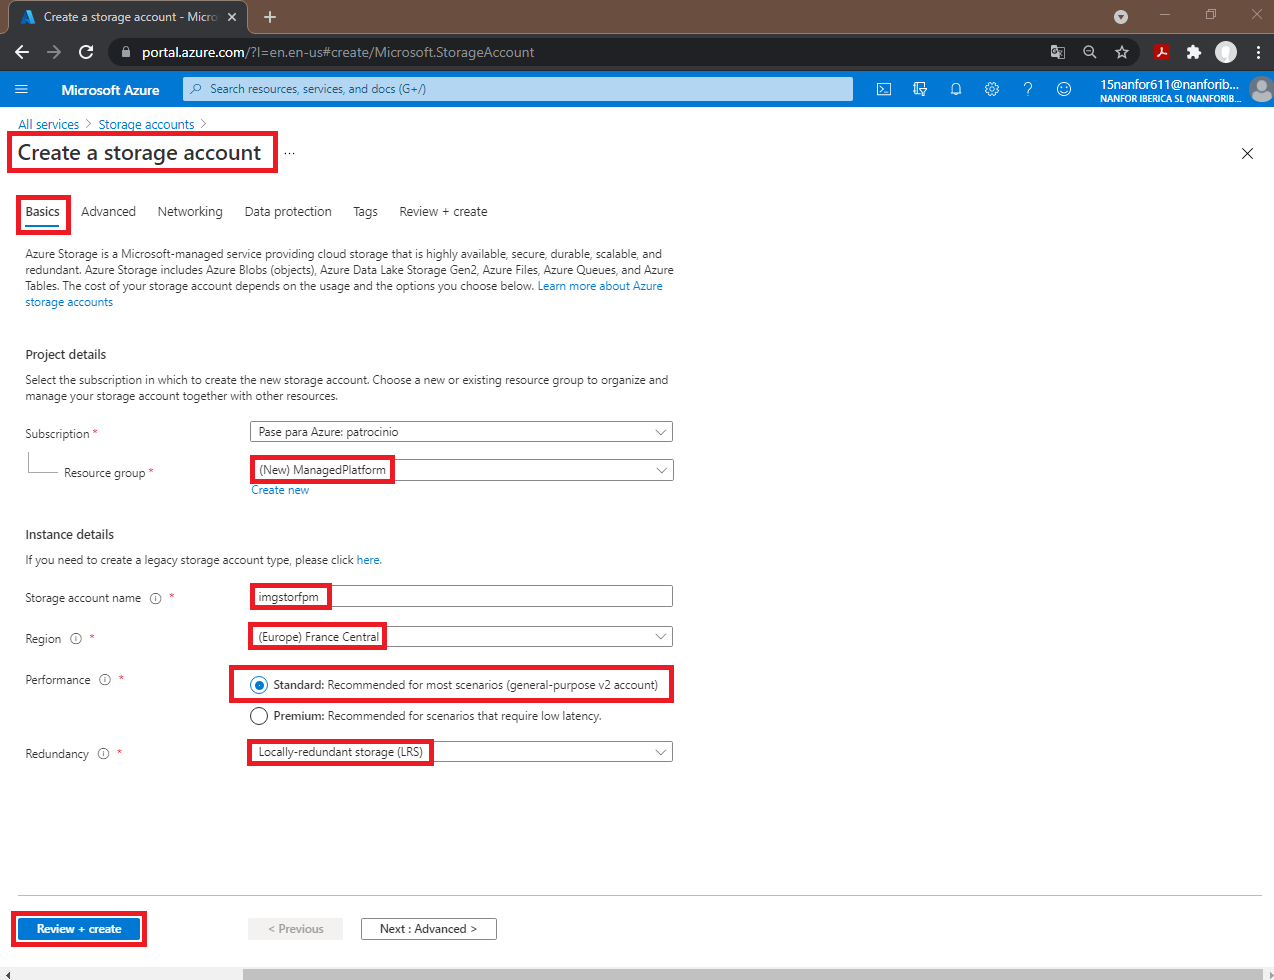 Create a storage account - Micro
portal.azure.com/?l=en.en-us#create/Microsoft.StorageAccount
Microsoft Azure
Search resources, services, and docs (G+/)
15nanfor611@nanforib...
NANFOR IBERICA SL (NANFORIB...
All services > Storage accounts >
Create a storage account ...
Basics Advanced Networking Data protection Tags Review + create
Azure Storage is a Microsoft-managed service providing cloud storage that is highly available, secure, durable, scalable, and
redundant. Azure Storage includes Azure Blobs (objects), Azure Data Lake Storage Gen2, Azure Files, Azure Queues, and Azure
Tables. The cost of your storage account depends on the usage and the options you choose below. Learn more about Azure
storage accounts
Project details
Select the subscription in which to create the new storage account. Choose a new or existing resource group to organize and
manage your storage account together with other resources.
Subscription * Pase para Azure: patrocinio
Resource group * (New) ManagedPlatform
Create new
Instance details
If you need to create a legacy storage account type, please click here.
Storage account name * imgstorfpm
Region * (Europe) France Central
Performance * Standard: Recommended for most scenarios (general-purpose v2 account)
Premium: Recommended for scenarios that require low latency.
Redundancy * Locally-redundant storage (LRS)
Review + create < Previous Next : Advanced >